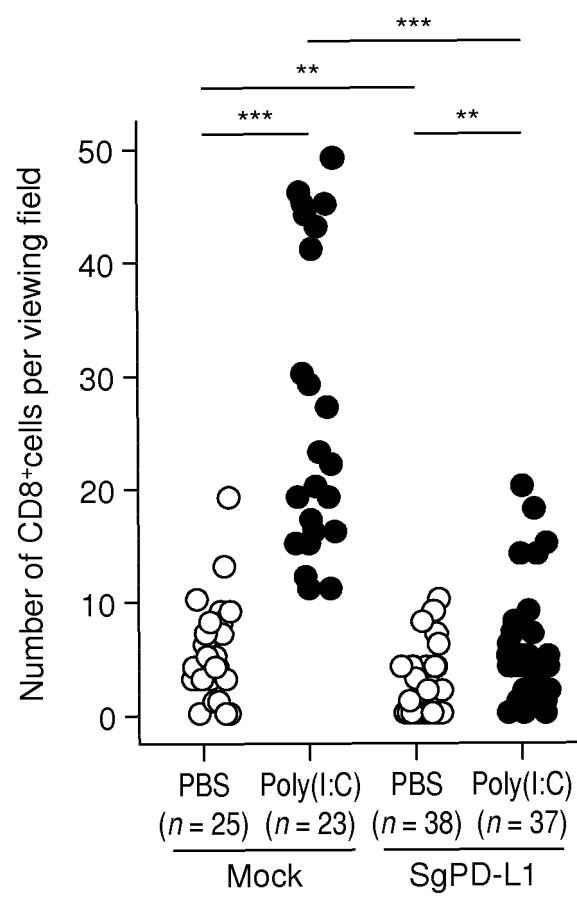 ***
**
***
**
Number of CD8⁺cells per viewing field
50
40
30
20
10
0
PBS Poly(I:C) PBS Poly(I:C)
(n = 25) (n = 23) (n = 38) (n = 37)
Mock SgPD-L1